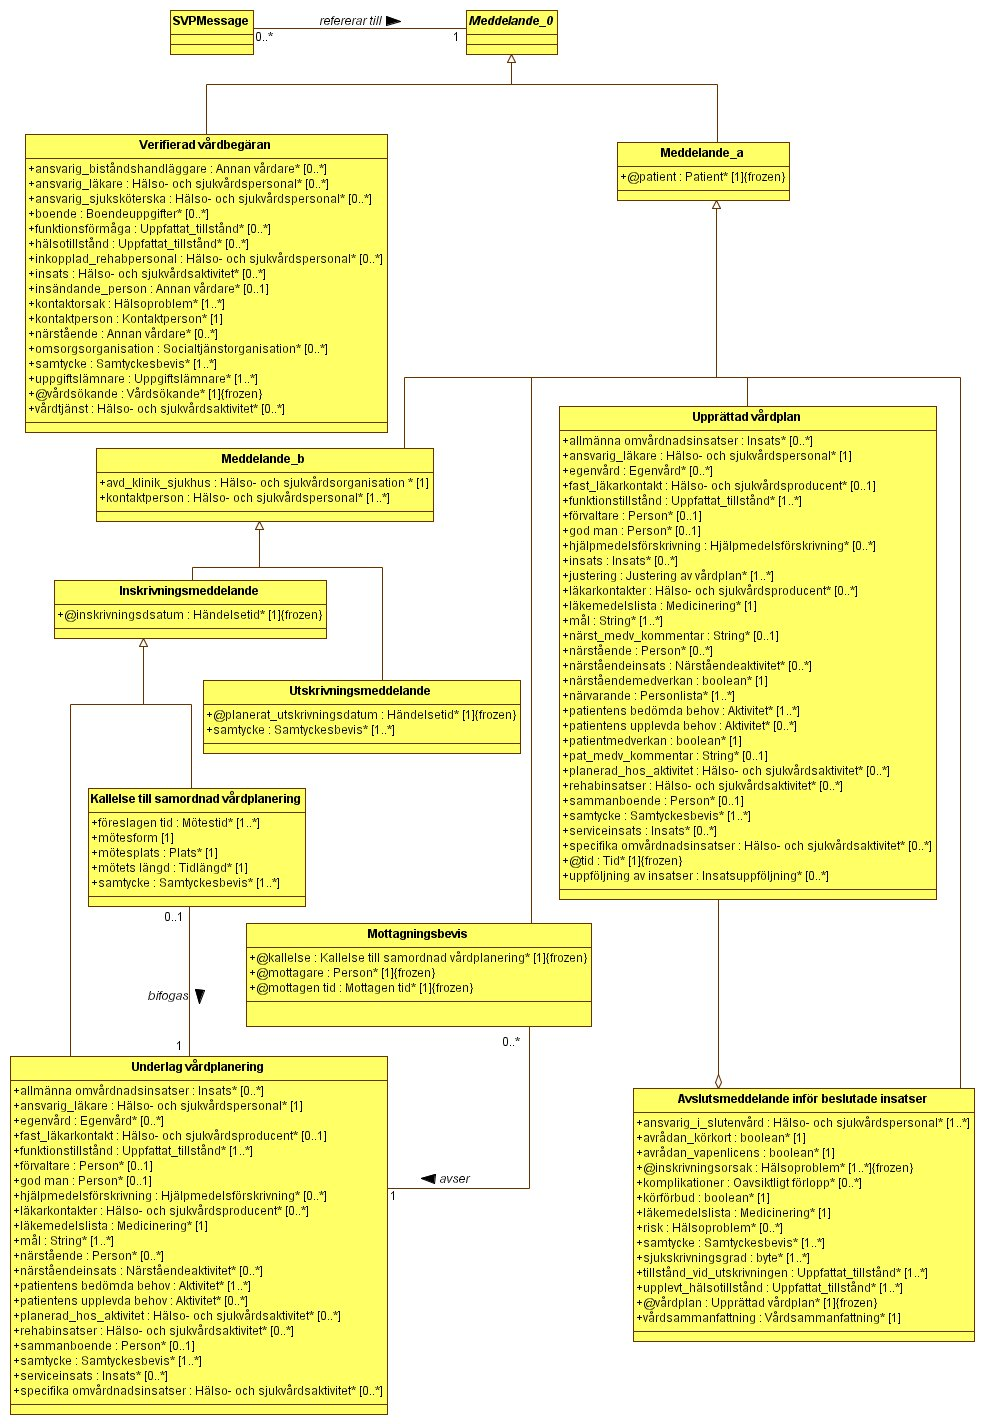 SVPMessage
refererar till
0..*
1
Meddelande_0
Verifierad vårdbegäran
+ansvarig_biståndshandläggare : Annan vårdare* [0..*]
+ansvarig_läkare : Hälso- och sjukvårdspersonal* [0..*]
+ansvarig_sjuksköterska : Hälso- och sjukvårdspersonal* [0..*]
+boende : Boendeuppgifter* [0..*]
+funktionsförmåga : Uppfattat_tillstånd* [0..*]
+hälsotillstånd : Uppfattat_tillstånd* [0..*]
+inkopplad_rehabpersonal : Hälso- och sjukvårdspersonal* [0..*]
+insats : Hälso- och sjukvårdsaktivitet* [0..*]
+insändande_person : Annan vårdare* [0..1]
+kontaktorsak : Hälsoproblem* [1..*]
+kontaktperson : Kontaktperson* [1]
+närstående : Annan vårdare* [0..*]
+omsorgsorganisation : Socialtjänstorganisation* [0..*]
+samtycke : Samtyckesbevis* [1..*]
+uppgiftslämnare : Uppgiftslämnare* [1..*]
+@vårdsökande : Vårdsökande* [1]{frozen}
+vårdtjänst : Hälso- och sjukvårdsaktivitet* [0..*]
Meddelande_a
+@patient : Patient* [1]{frozen}
Meddelande_b
+avd_klinik_sjukhus : Hälso- och sjukvårdsorganisation * [1]
+kontaktperson : Hälso- och sjukvårdspersonal* [1..*]
Upprättad vårdplan
+allmänna omvårdnadsinsatser : Insats* [0..*]
+ansvarig_läkare : Hälso- och sjukvårdspersonal* [1]
+egenvård : Egenvård* [0..*]
+fast_läkarkontakt : Hälso- och sjukvårdsproducent* [0..1]
+funktionstillstånd : Uppfattat_tillstånd* [1..*]
+förvaltare : Person* [0..1]
+god man : Person* [0..1]
+hjälpmedelsförskrivning : Hjälpmedelsförskrivning* [0..*]
+insats : Insats* [0..*]
+justering : Justering av vårdplan* [1..*]
+läkarkontakter : Hälso- och sjukvårdsproducent* [0..*]
+läkemedelslista : Medicinering* [1]
+mål : String* [1..*]
+närst_medv_kommentar : String* [0..1]
+närstående : Person* [0..*]
+närståendeinsats : Närståendeaktivitet* [0..*]
+närståendemedverkan : boolean* [1]
+närvarande : Personlista* [1..*]
+patientens bedömda behov : Aktivitet* [1..*]
+patientens upplevda behov : Aktivitet* [0..*]
+patientmedverkan : boolean* [1]
+pat_medv_kommentar : String* [0..1]
+planerad_hos_aktivitet : Hälso- och sjukvårdsaktivitet* [0..*]
+rehabinsatser : Hälso- och sjukvårdsaktivitet* [0..*]
+sammanboende : Person* [0..1]
+samtycke : Samtyckesbevis* [1..*]
+serviceinsats : Insats* [0..*]
+specifika omvårdnadsinsatser : Hälso- och sjukvårdsaktivitet* [0..*]
+@tid : Tid* [1]{frozen}
+uppföljning av insatser : Insatsuppföljning* [0..*]
Inskrivningsmeddelande
+@inskrivningsdsatum : Händelsetid* [1]{frozen}
Utskrivningsmeddelande
+@planerat_utskrivningsdatum : Händelsetid* [1]{frozen}
+samtycke : Samtyckesbevis* [1..*]
Kallelse till samordnad vårdplanering
+föreslagen tid : Mötestid* [1..*]
+mötesform [1]
+mötesplats : Plats* [1]
+mötets längd : Tidlängd* [1]
+samtycke : Samtyckesbevis* [1..*]
0..1
bifogas
1
Mottagningsbevis
+@kallelse : Kallelse till samordnad vårdplanering* [1]{frozen}
+@mottagare : Person* [1]{frozen}
+@mottagen tid : Mottagen tid* [1]{frozen}
0..*
avser
1
Underlag vårdplanering
+allmänna omvårdnadsinsatser : Insats* [0..*]
+ansvarig_läkare : Hälso- och sjukvårdspersonal* [1]
+egenvård : Egenvård* [0..*]
+fast_läkarkontakt : Hälso- och sjukvårdsproducent* [0..1]
+funktionstillstånd : Uppfattat_tillstånd* [1..*]
+förvaltare : Person* [0..1]
+god man : Person* [0..1]
+hjälpmedelsförskrivning : Hjälpmedelsförskrivning* [0..*]
+läkarkontakter : Hälso- och sjukvårdsproducent* [0..*]
+läkemedelslista : Medicinering* [1]
+mål : String* [1..*]
+närstående : Person* [0..*]
+närståendeinsats : Närståendeaktivitet* [0..*]
+patientens bedömda behov : Aktivitet* [1..*]
+patientens upplevda behov : Aktivitet* [0..*]
+planerad_hos_aktivitet : Hälso- och sjukvårdsaktivitet* [0..*]
+rehabinsatser : Hälso- och sjukvårdsaktivitet* [0..*]
+sammanboende : Person* [0..1]
+samtycke : Samtyckesbevis* [1..*]
+serviceinsats : Insats* [0..*]
+specifika omvårdnadsinsatser : Hälso- och sjukvårdsaktivitet* [0..*]
Avslutsmeddelande inför beslutade insatser
+ansvarig_i_slutenvård : Hälso- och sjukvårdspersonal* [1..*]
+avrådan_körkort : boolean* [1]
+avrådan_vapenlicens : boolean* [1]
+@inskrivningsorsak : Hälsoproblem* [1..*]{frozen}
+komplikationer : Oavsiktligt förlopp* [0..*]
+körförbud : boolean* [1]
+läkemedelslista : Medicinering* [1]
+risk : Hälsoproblem* [0..*]
+samtycke : Samtyckesbevis* [1..*]
+sjukskrivningsgrad : byte* [1..*]
+tillstånd_vid_utskrivningen : Uppfattat_tillstånd* [1..*]
+upplevt_hälsotillstånd : Uppfattat_tillstånd* [1..*]
+@vårdplan : Upprättad vårdplan* [1]{frozen}
+vårdsammanfattning : Vårdsammanfattning* [1]